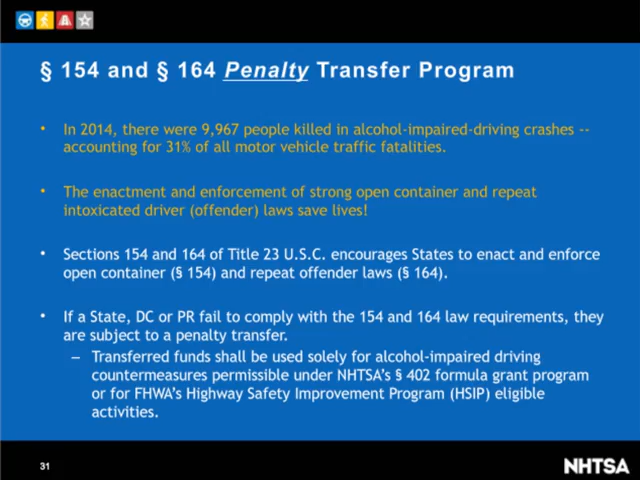 § 154 and § 164 Penalty Transfer Program
• In 2014, there were 9,967 people killed in alcohol-impaired-driving crashes --
accounting for 31% of all motor vehicle traffic fatalities.
• The enactment and enforcement of strong open container and repeat
intoxicated driver (offender) laws save lives!
• Sections 154 and 164 of Title 23 U.S.C. encourages States to enact and enforce
open container (§ 154) and repeat offender laws (§ 164).
• If a State, DC or PR fail to comply with the 154 and 164 law requirements, they
are subject to a penalty transfer.
– Transferred funds shall be used solely for alcohol-impaired driving
countermeasures permissible under NHTSA's § 402 formula grant program
or for FHWA's Highway Safety Improvement Program (HSIP) eligible
activities.
31
NHTSA